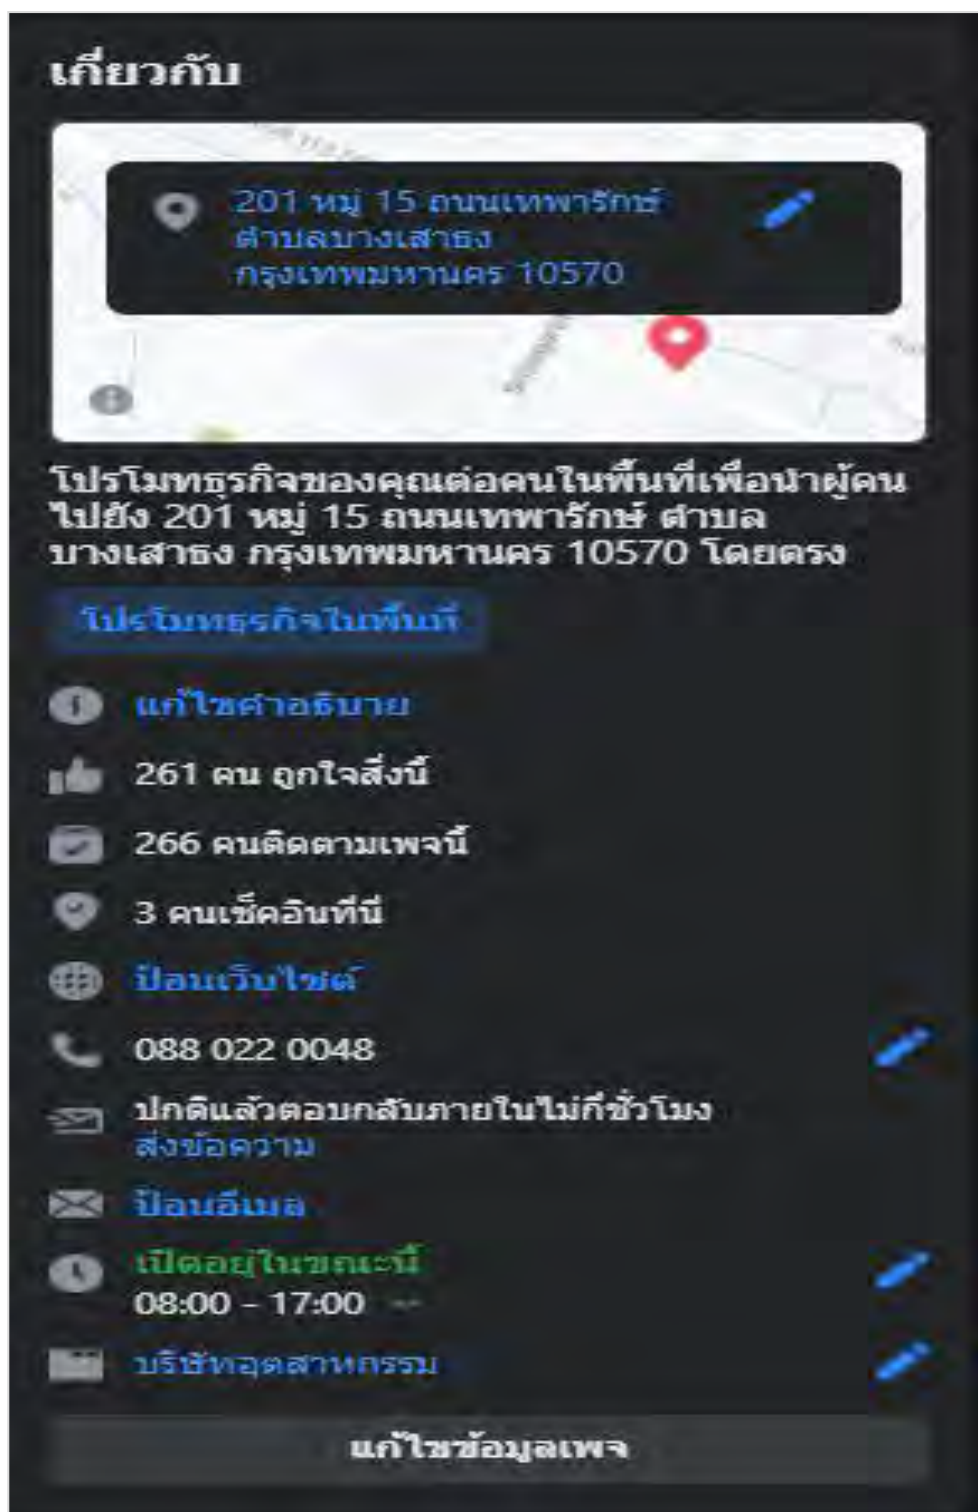 เกี่ยวกับ
201 หมู่ 15 ถนนเทพารักษ์
ตำบลบางเสาธง
กรุงเทพมหานคร 10570
โปรโมทธุรกิจของคุณต่อคนในพื้นที่เพื่อนำผู้คน
ไปยัง 201 หมู่ 15 ถนนเทพารักษ์ ตำบล
บางเสาธง กรุงเทพมหานคร 10570 โดยตรง
โปรโมทธุรกิจในพื้นที่
แก้ไขคำอธิบาย
261 คน ถูกใจสิ่งนี้
266 คนติดตามเพจนี้
3 คนเช็คอินที่นี่
ป้อนเว็บไซต์
088 022 0048
ปกติแล้วตอบกลับภายในไม่กี่ชั่วโมง
ส่งข้อความ
ป้อนอีเมล
เปิดอยู่ในขณะนี้
08:00 - 17:00
บริษัทอุตสาหกรรม
แก้ไขข้อมูลเพจ